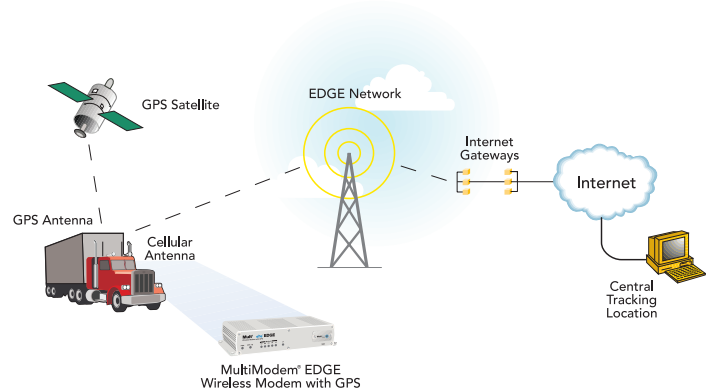 EDGE Network
GPS Satellite
Internet
Gateways
Internet
GPS Antenna
Cellular
Antenna
Central
Tracking
Location
EDGE
MultiModem® EDGE
Wireless Modem with GPS